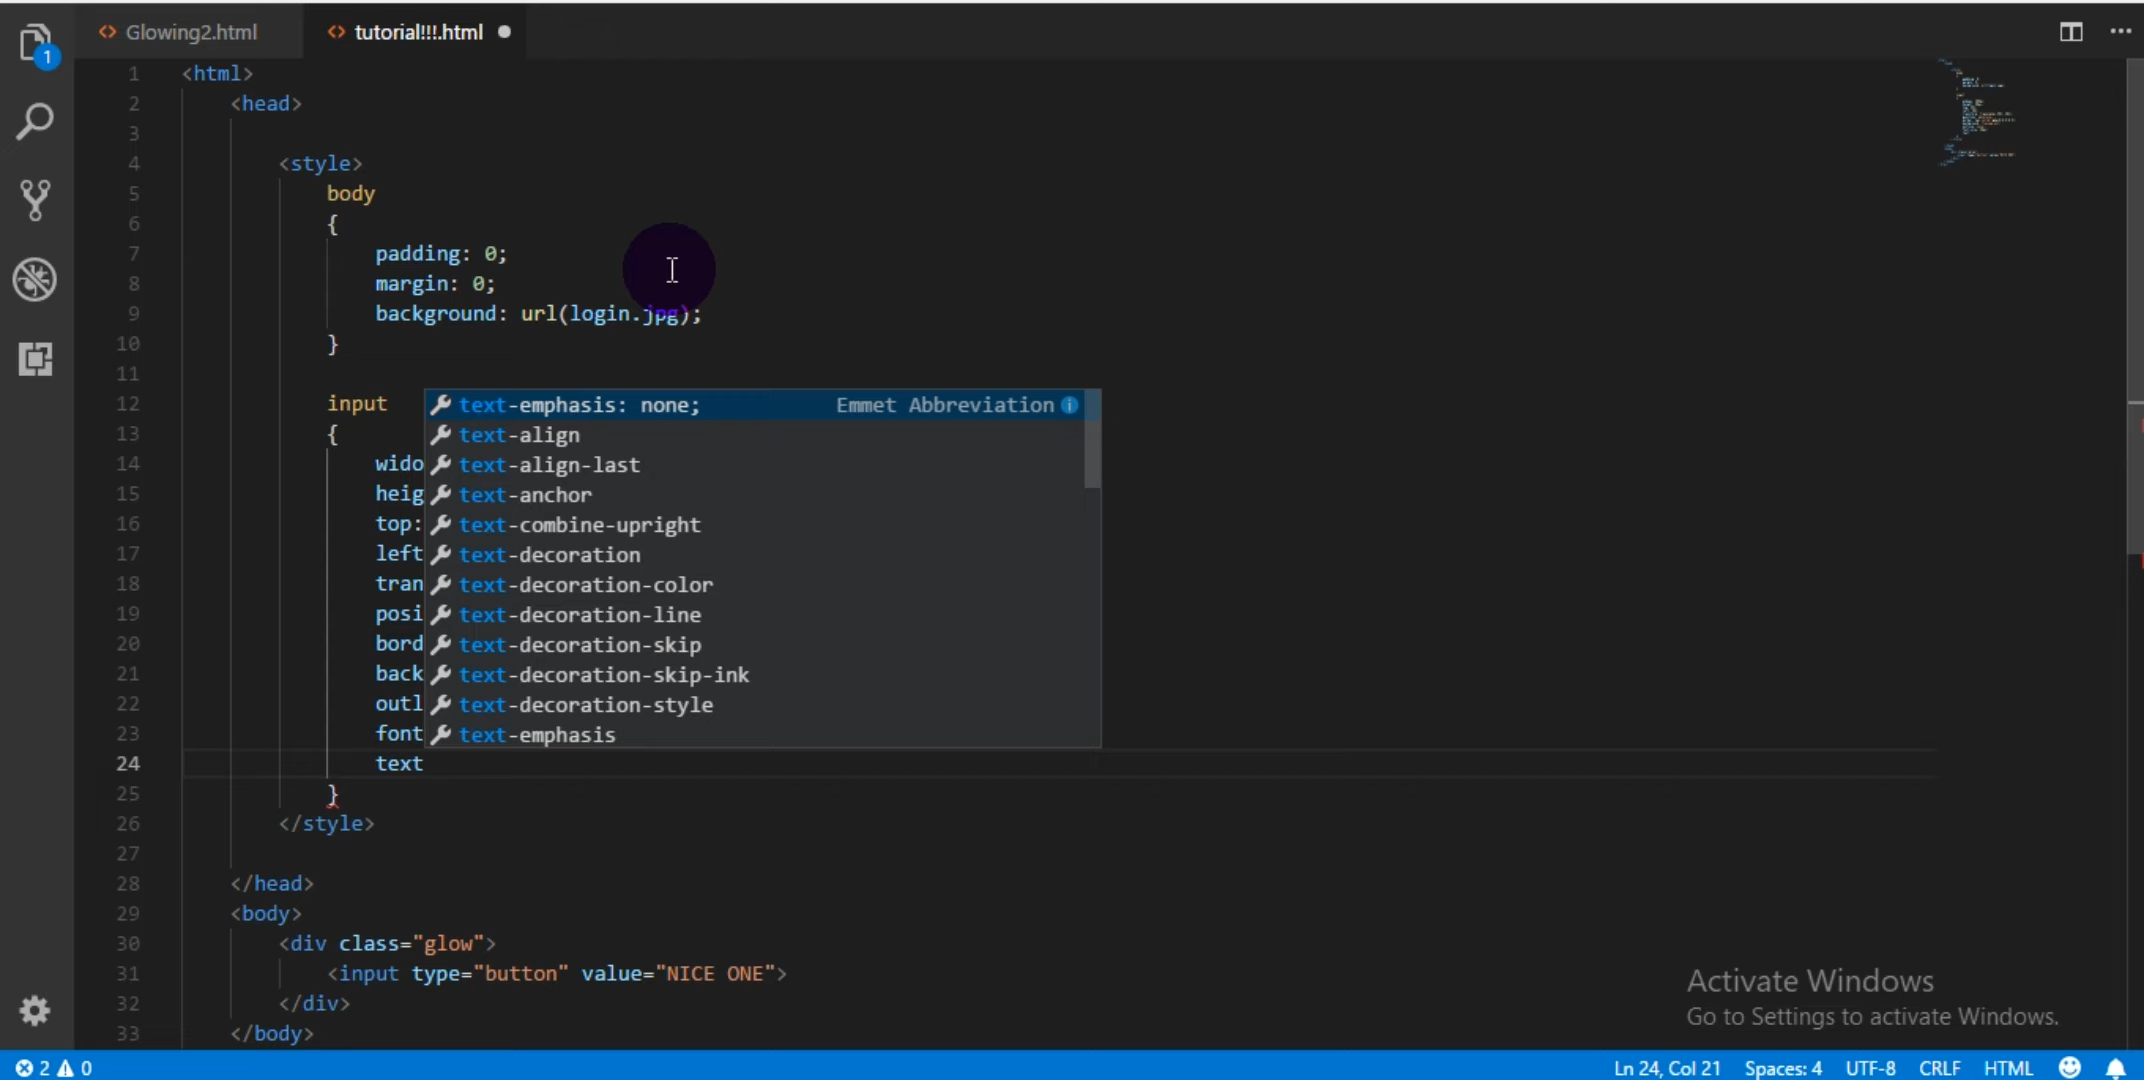 Glowing2.html tutorial!!!.html
1
1 <html>
2 <head>
3
4 <style>
5 body
6 {
7 padding: 0;
8 margin: 0;
9 background: url(login.jpg);
10 }
11
12 input
13 {
14 wido
15 heig
16 top:
17 left
18 tran
19 posi
20 bord
21 back
22 outl
23 font
24 text
text-emphasis: none; Emmet Abbreviation
text-align
text-align-last
text-anchor
text-combine-upright
text-decoration
text-decoration-color
text-decoration-line
text-decoration-skip
text-decoration-skip-ink
text-decoration-style
text-emphasis
25 }
26 </style>
27
28 </head>
29 <body>
30 <div class="glow">
31 <input type="button" value="NICE ONE">
32 </div>
33 </body>
Activate Windows
Go to Settings to activate Windows.
2 0 Ln 24, Col 21 Spaces: 4 UTF-8 CRLF HTML